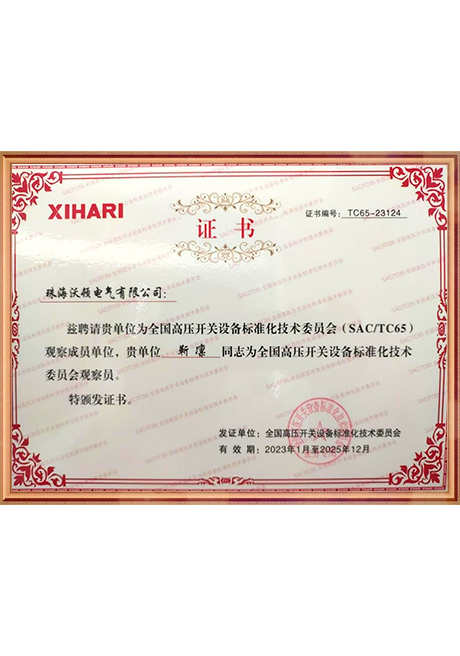 XIHARI
证书编号：TC65-23124
证书
珠海沃顿电气有限公司：
兹聘请贵单位为全国高压开关设备标准化技术委员会（SAC/TC65）
观察成员单位，贵单位 靳 同志为全国高压开关设备标准化技术
委员会观察员。
特颁发证书。
发证单位：全国高压开关设备标准化技术委员会
有效期：2023年1月至2025年12月